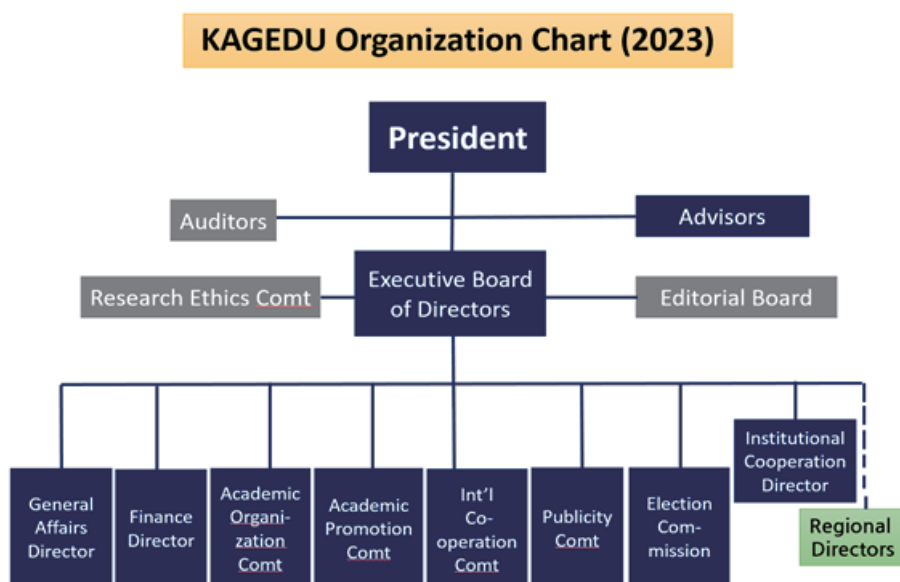 KAGEDU Organization Chart (2023)
President
Auditors
Advisors
Executive Board
of Directors
Research Ethics Comt
Editorial Board
General
Affairs
Director
Finance
Director
Academic
Organi-
zation
Comt
Academic
Promotion
Comt
Int'l
Co-
operation
Comt
Publicity
Comt
Election
Com-
mission
Institutional
Cooperation
Director
Regional
Directors